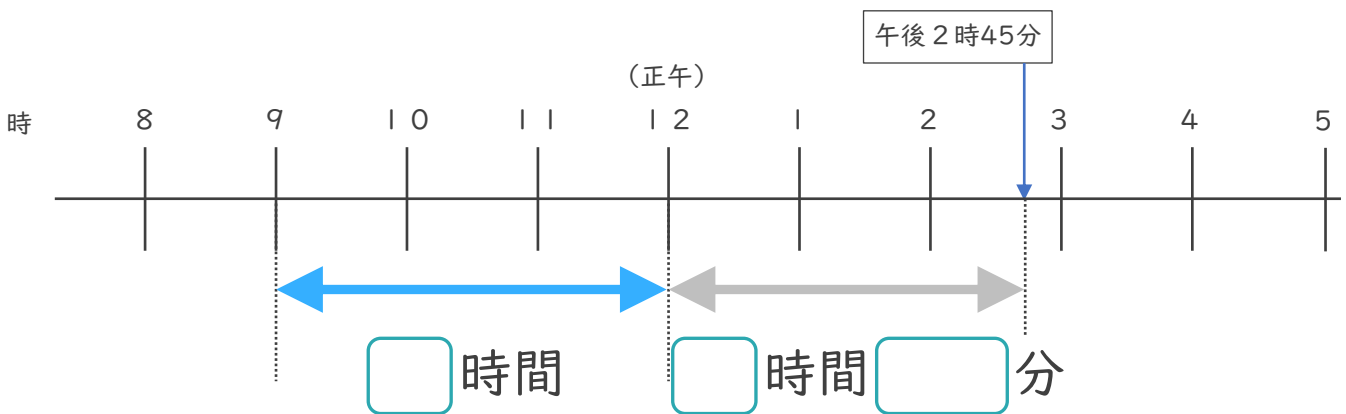 午後２時45分
（正午）
時 ８ ９ １０ １１ １２ １ ２ ３ ４ ５
時間 時間 分